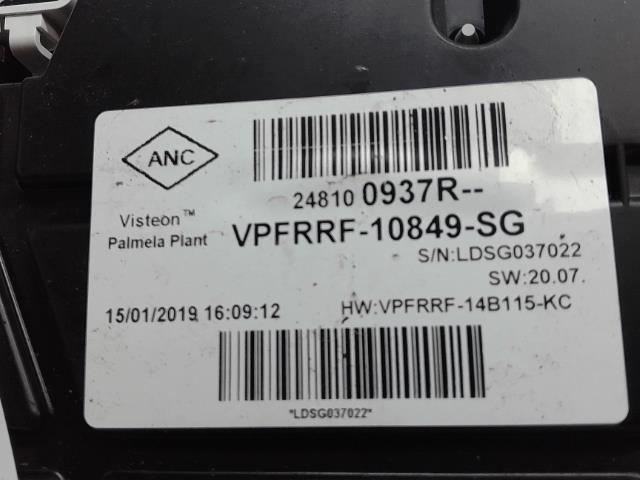 ANC
24810 0937R--
Visteon™
Palmela Plant
VPFRRF-10849-SG
S/N:LDSG037022
SW:20.07.
15/01/2019 16:09:12
HW:VPFRRF-14B115-KC
*LDSG037022*